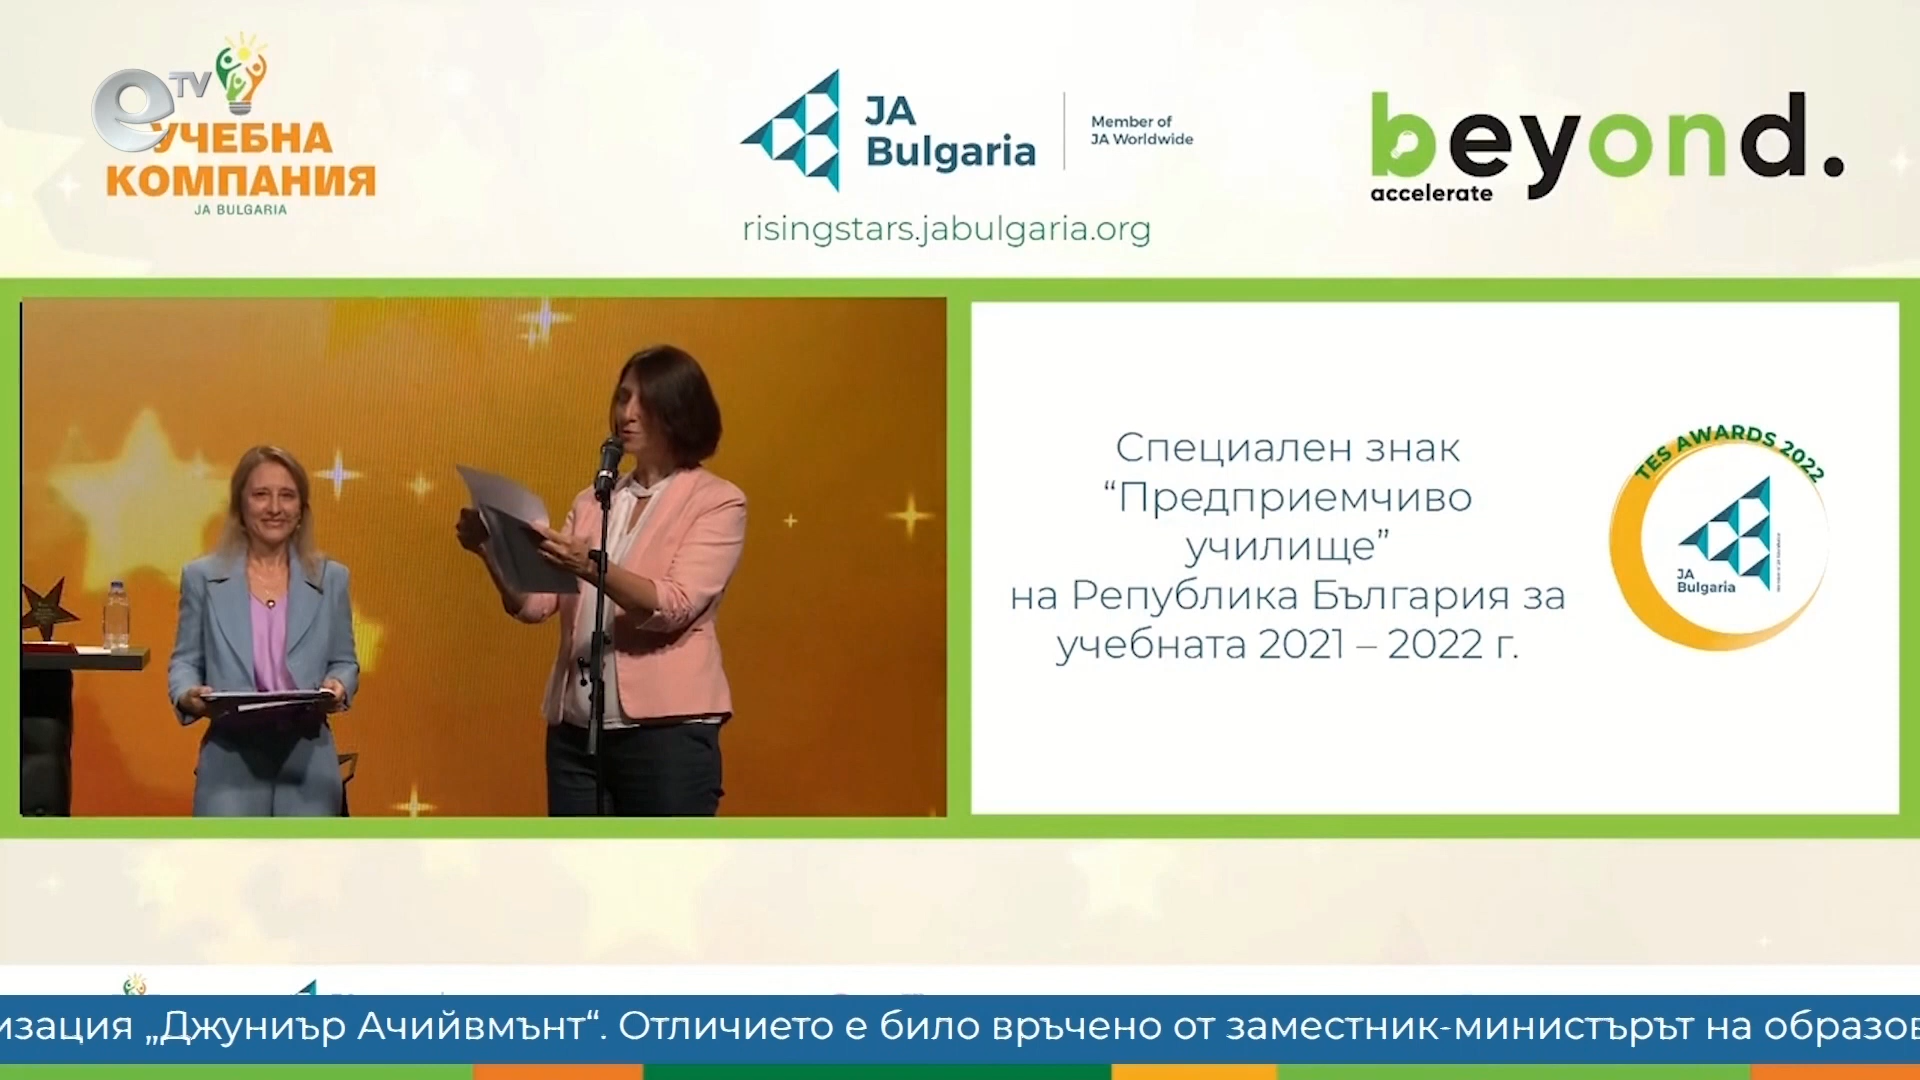 e TV
УЧЕБНА
КОМПАНИЯ
JA BULGARIA
JA
Bulgaria
Member of
JA Worldwide
risingstars.jabulgaria.org
beyond.
accelerate
Специален знак
“Предприемчиво
училище”
на Република България за
учебната 2021 – 2022 г.
TES AWARDS 2022
JA
Bulgaria
изация „Джуниър Ачийвмънт“. Отличието е било връчено от заместник-министърът на образов